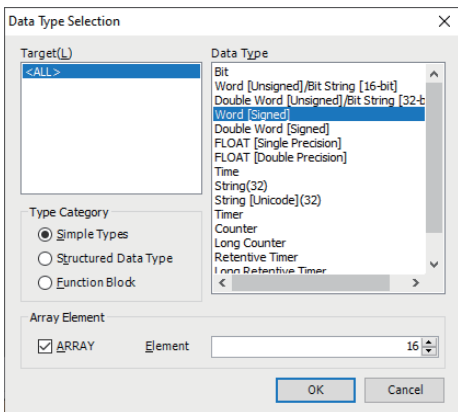 Data Type Selection
Target(L)
<ALL>
Type Category
Simple Types
Structured Data Type
Function Block
Data Type
Bit
Word [Unsigned]/Bit String [16-bit]
Double Word [Unsigned]/Bit String [32-b
Word [Signed]
Double Word [Signed]
FLOAT [Single Precision]
FLOAT [Double Precision]
Time
String(32)
String [Unicode](32)
Timer
Counter
Long Counter
Retentive Timer
Long Retentive Timer
Array Element
ARRAY Element 16
OK Cancel